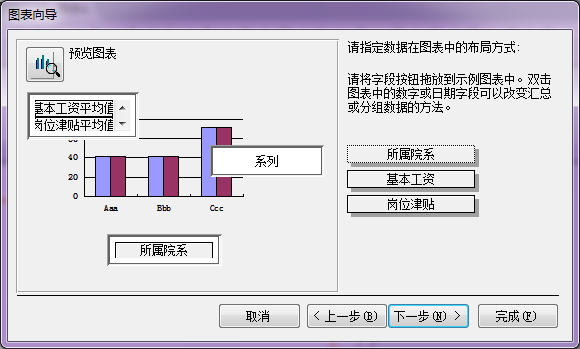 图表向导
预览图表
基本工资平均值
岗位津贴平均值
系列
40
20
0
Aaa
Bbb
Ccc
所属院系
请指定数据在图表中的布局方式:
请将字段按钮拖放到示例图表中。双击
图表中的数字或日期字段可以改变汇总
或分组数据的方法。
所属院系
基本工资
岗位津贴
取消
< 上一步(B)
下一步(N) >
完成(F)